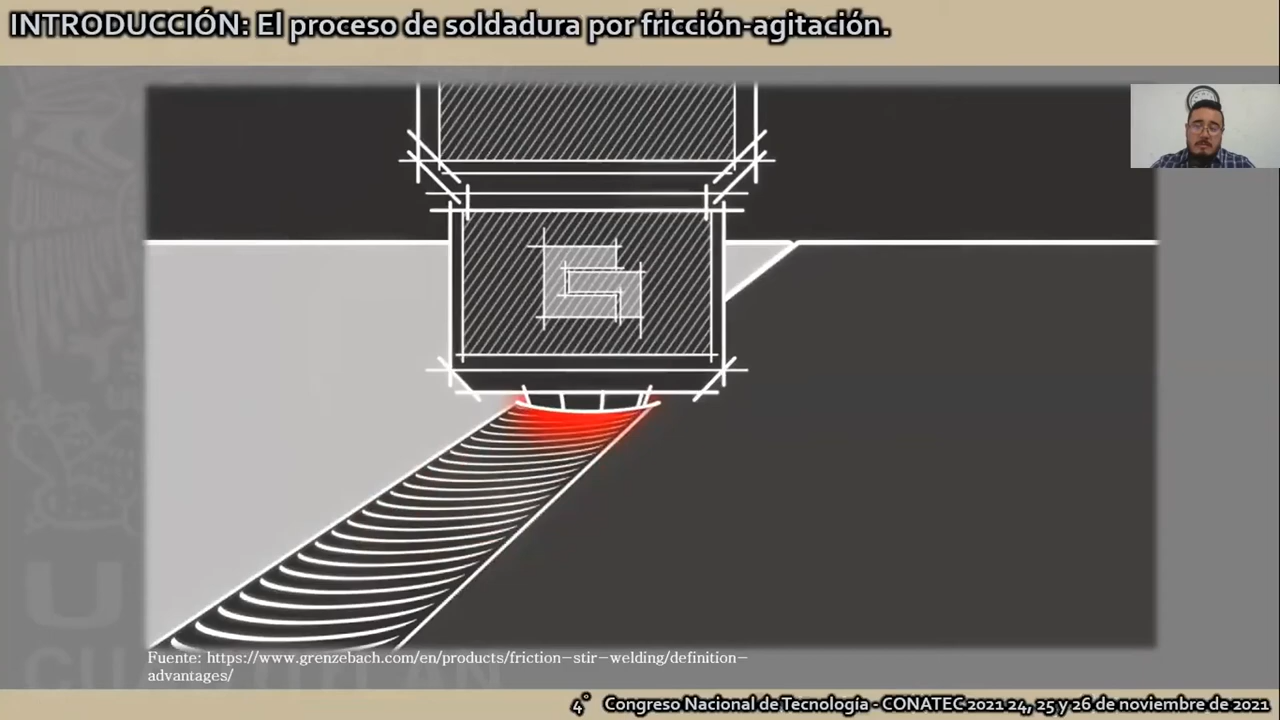 INTRODUCCIÓN: El proceso de soldadura por fricción-agitación.
Fuente: https://www.grenzebach.com/en/products/friction-stir-welding/definition-
advantages/
4° Congreso Nacional de Tecnología - CONATEC 2021 24, 25 y 26 de noviembre de 2021